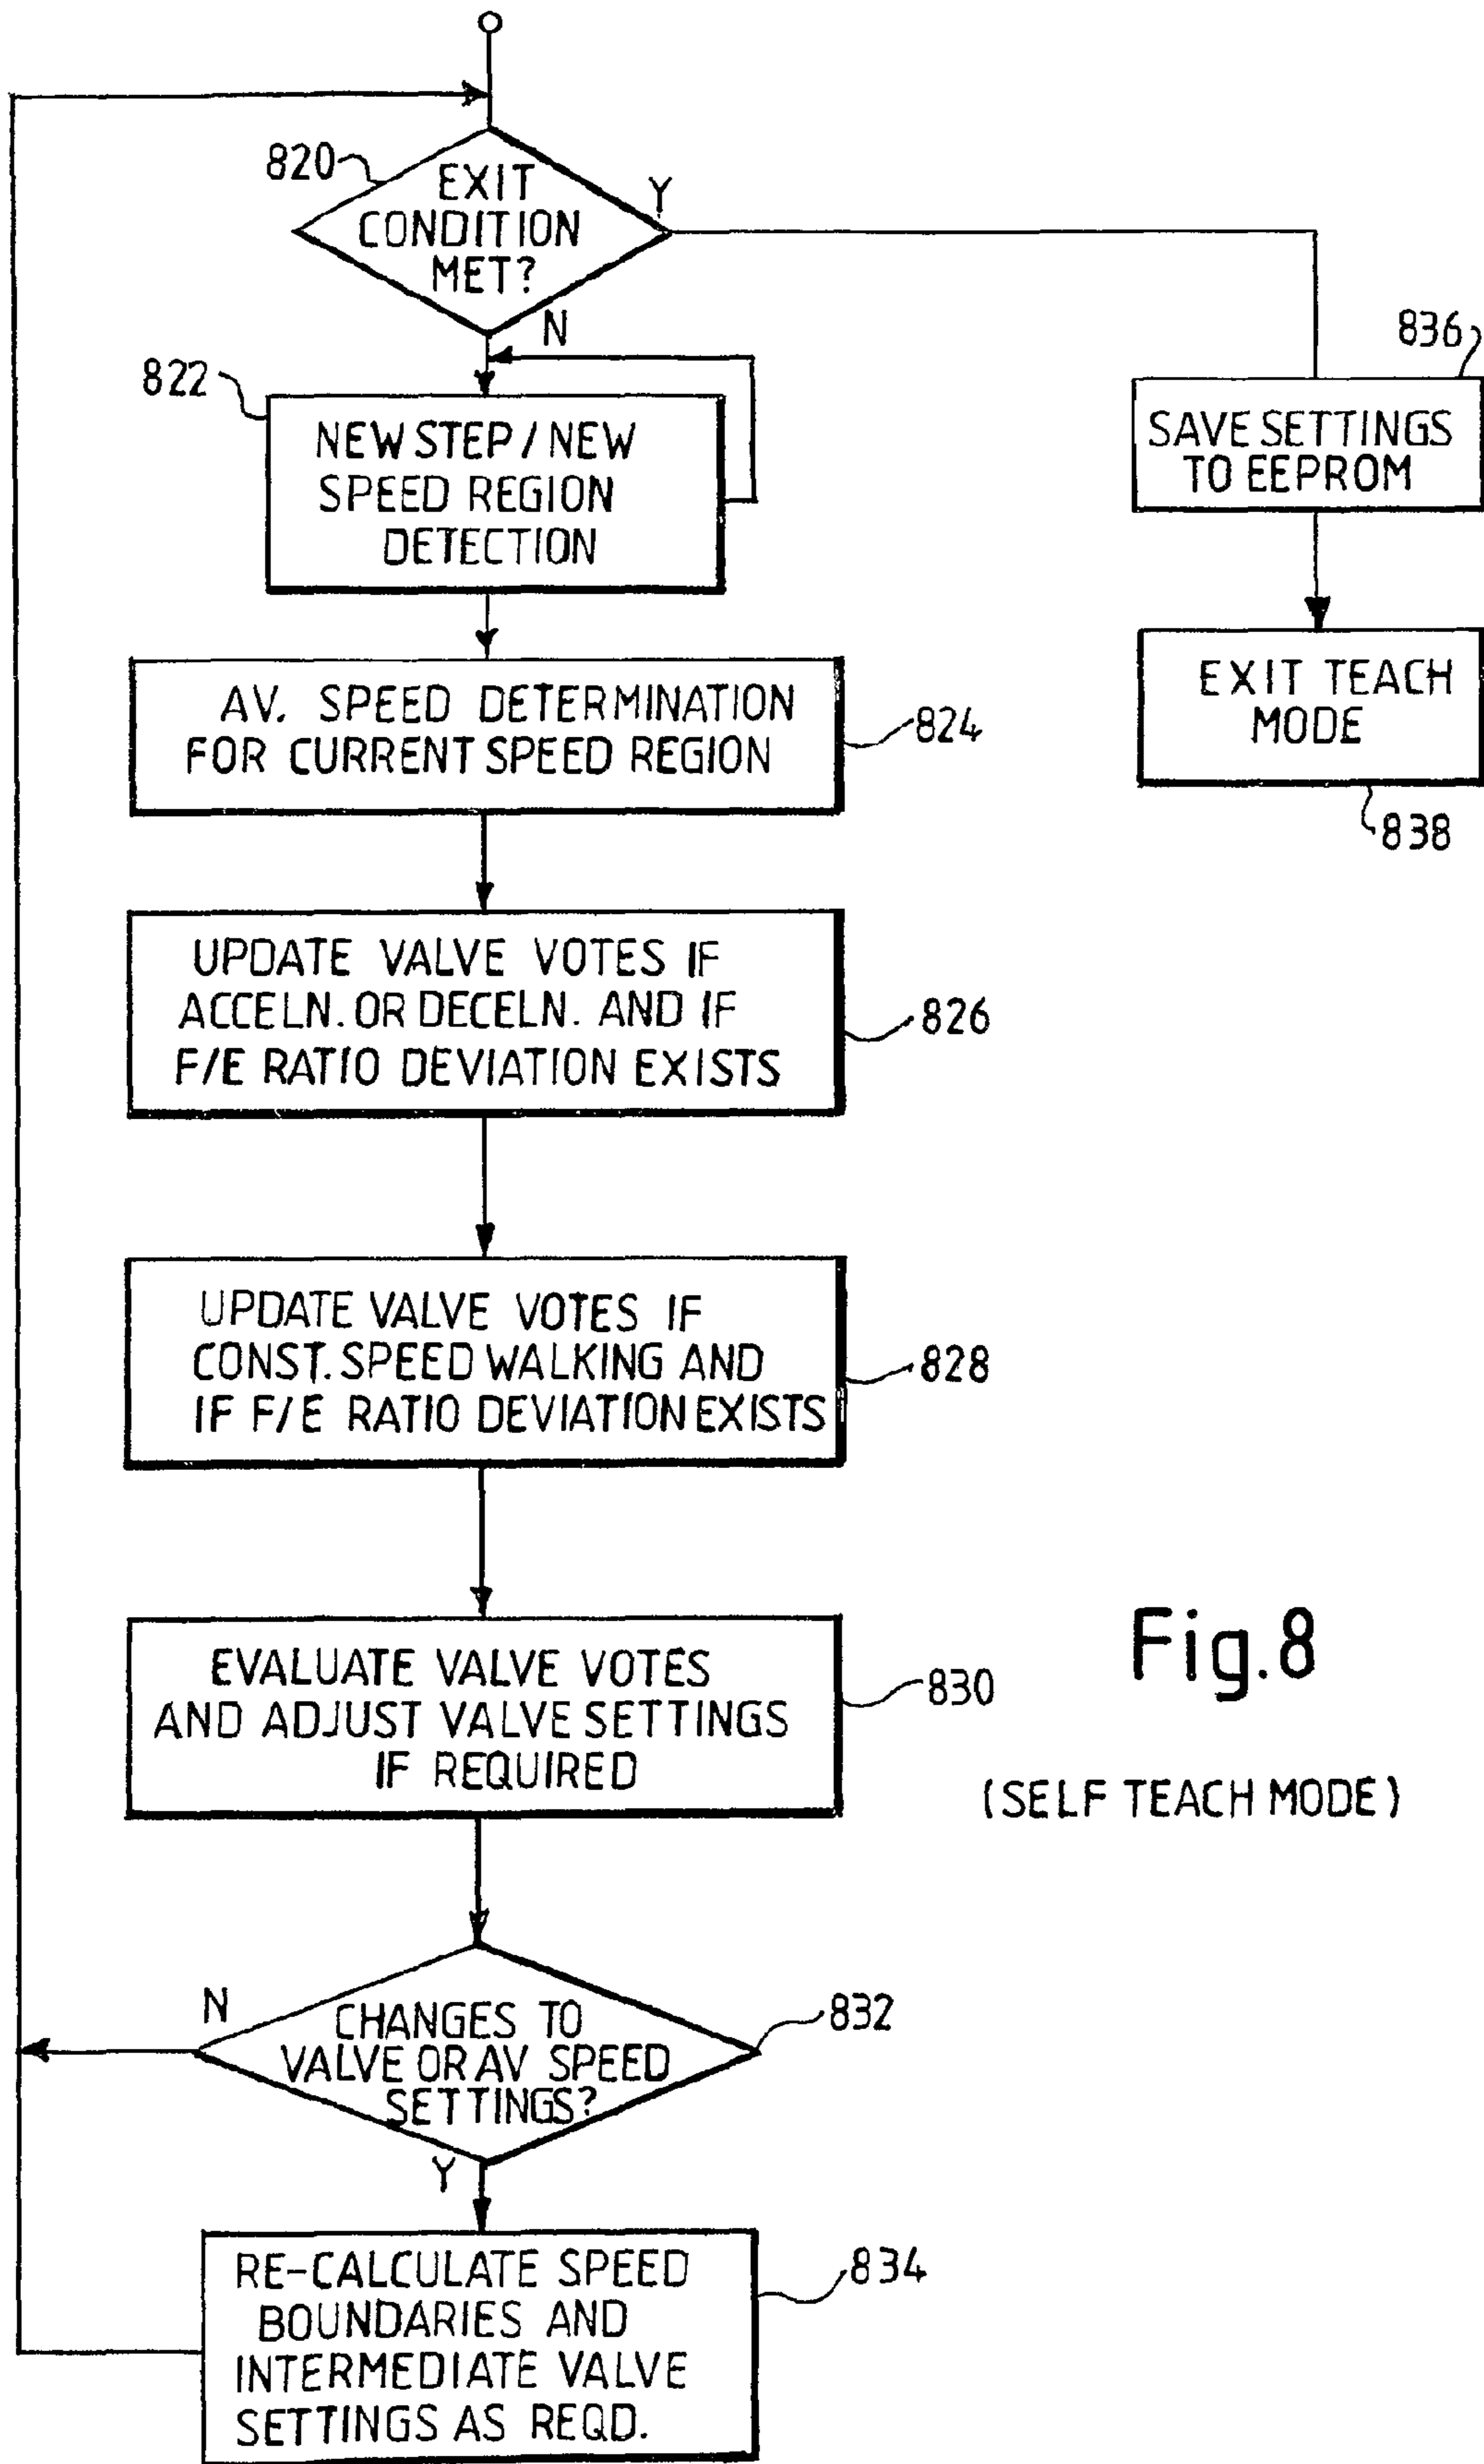 820
EXIT
CONDITION
MET?
Y
N
836
SAVE SETTINGS
TO EEPROM
822
NEW STEP / NEW
SPEED REGION
DETECTION
EXIT TEACH
MODE
838
AV. SPEED DETERMINATION
FOR CURRENT SPEED REGION
824
UPDATE VALVE VOTES IF
ACCELN. OR DECELN. AND IF
F/E RATIO DEVIATION EXISTS
826
UPDATE VALVE VOTES IF
CONST. SPEED WALKING AND
IF F/E RATIO DEVIATION EXISTS
828
EVALUATE VALVE VOTES
AND ADJUST VALVE SETTINGS
IF REQUIRED
830
Fig.8
(SELF TEACH MODE)
N
CHANGES TO
VALVE OR AV SPEED
SETTINGS?
832
Y
RE-CALCULATE SPEED
BOUNDARIES AND
INTERMEDIATE VALVE
SETTINGS AS REQD.
834